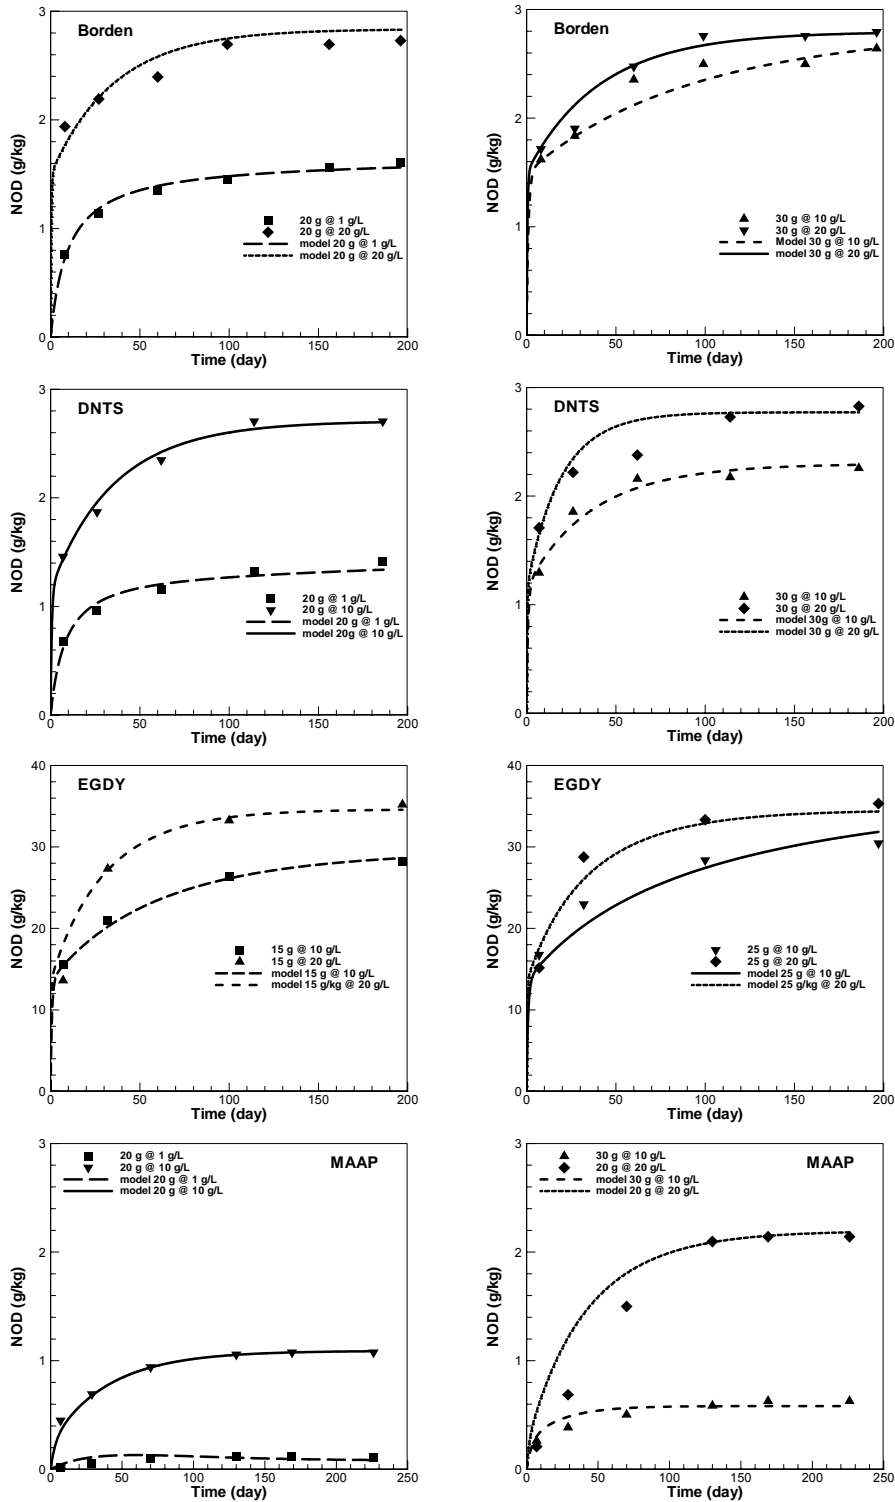 Borden
NOD (g/kg)
3
2
1
0
20 g @ 1 g/L
20 g @ 20 g/L
model 20 g @ 1 g/L
model 20 g @ 20 g/L
0 50 100 150 200
Time (day)
Borden
NOD (g/kg)
3
2
1
0
30 g @ 10 g/L
30 g @ 20 g/L
Model 30 g @ 10 g/L
model 30 g @ 20 g/L
0 50 100 150 200
Time (day)
DNTS
NOD (g/kg)
3
2
1
0
20 g @ 1 g/L
20 g @ 10 g/L
model 20 g @ 1 g/L
model 20g @ 10 g/L
0 50 100 150 200
Time (day)
DNTS
NOD (g/kg)
3
2
1
0
30 g @ 10 g/L
30 g @ 20 g/L
model 30g @ 10 g/L
model 30 g @ 20 g/L
0 50 100 150 200
Time (day)
EGDY
NOD (g/kg)
40
30
20
10
0
15 g @ 10 g/L
15 g @ 20 g/L
model 15 g @ 10 g/L
model 15 g/kg @ 20 g/L
0 50 100 150 200
Time (day)
EGDY
NOD (g/kg)
40
30
20
10
0
25 g @ 10 g/L
25 g @ 20 g/L
model 25 g @ 10 g/L
model 25 g/kg @ 20 g/L
0 50 100 150 200
Time (day)
MAAP
NOD (g/kg)
3
2
1
0
20 g @ 1 g/L
20 g @ 10 g/L
model 20 g @ 1 g/L
model 20 g @ 10 g/L
0 50 100 150 200 250
Time (day)
MAAP
NOD (g/kg)
3
2
1
0
30 g @ 10 g/L
20 g @ 20 g/L
model 30 g @ 10 g/L
model 20 g @ 20 g/L
0 50 100 150 200 250
Time (day)